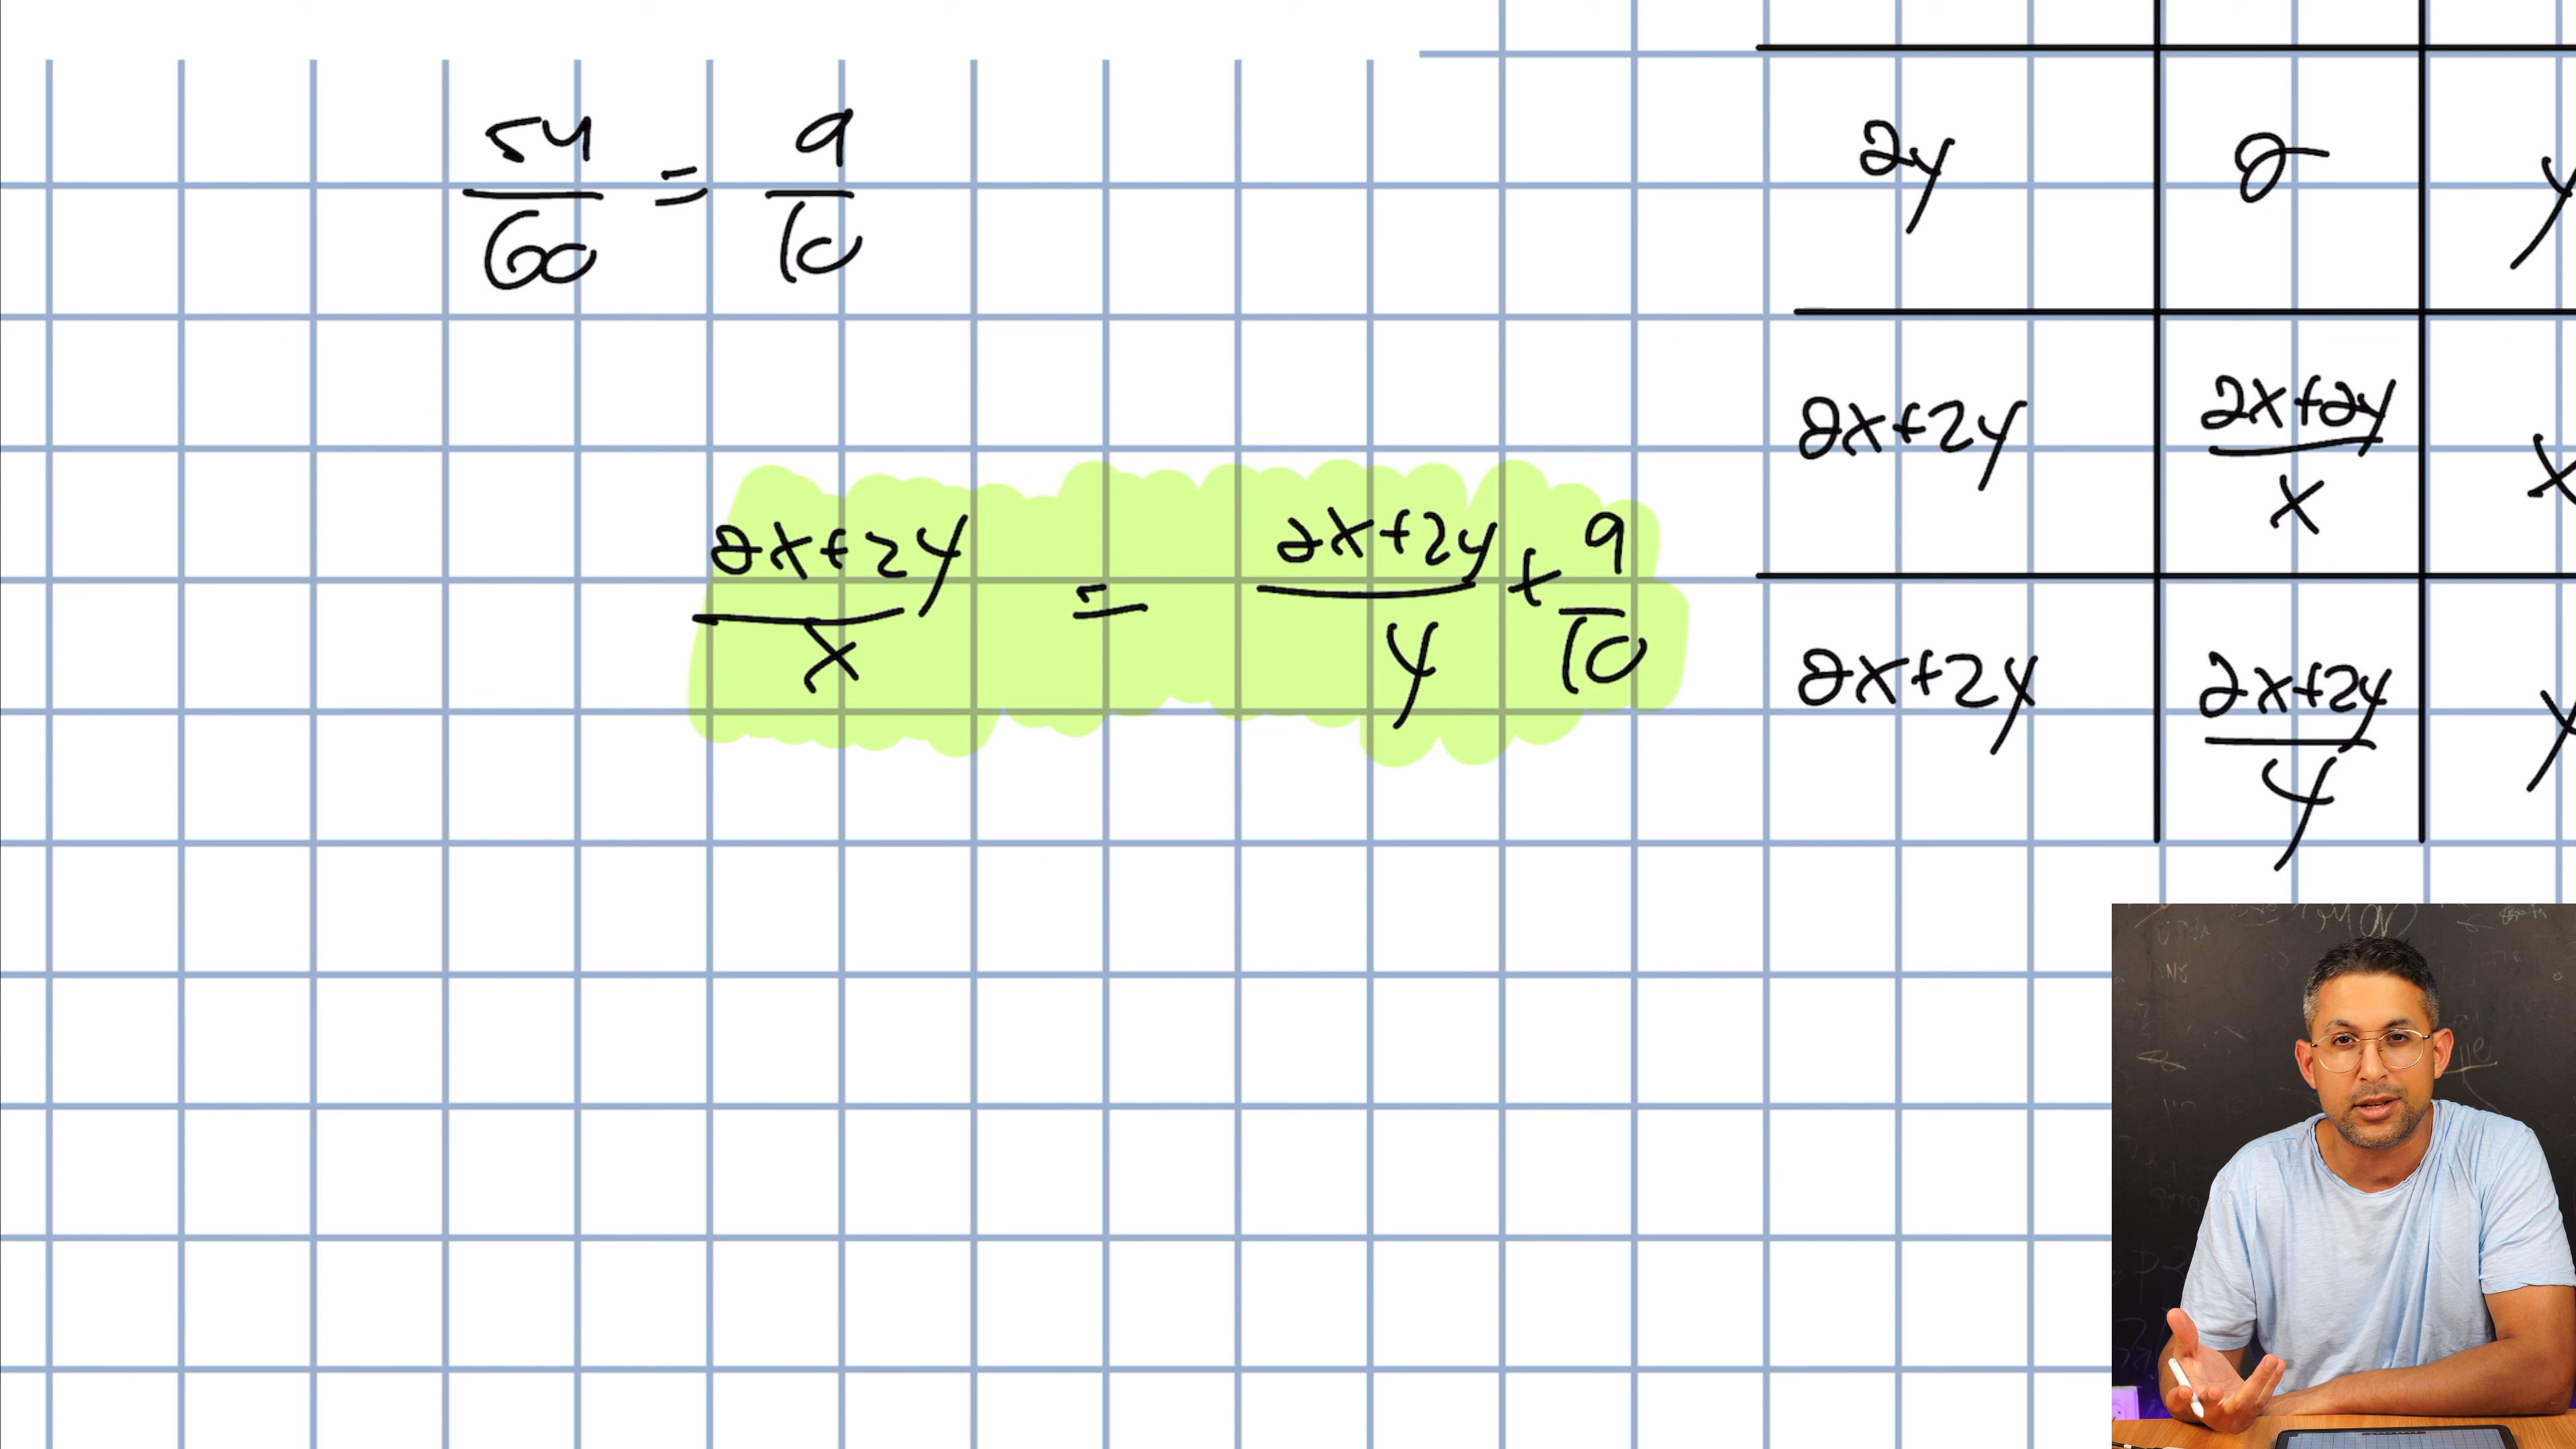 54/60 = 9/10
2y 2 y
2x+2y (2x+2y)/x x
(2x+2y)/x = (2x+2y)/y + 9/10
2x+2y (2x+2y)/y y